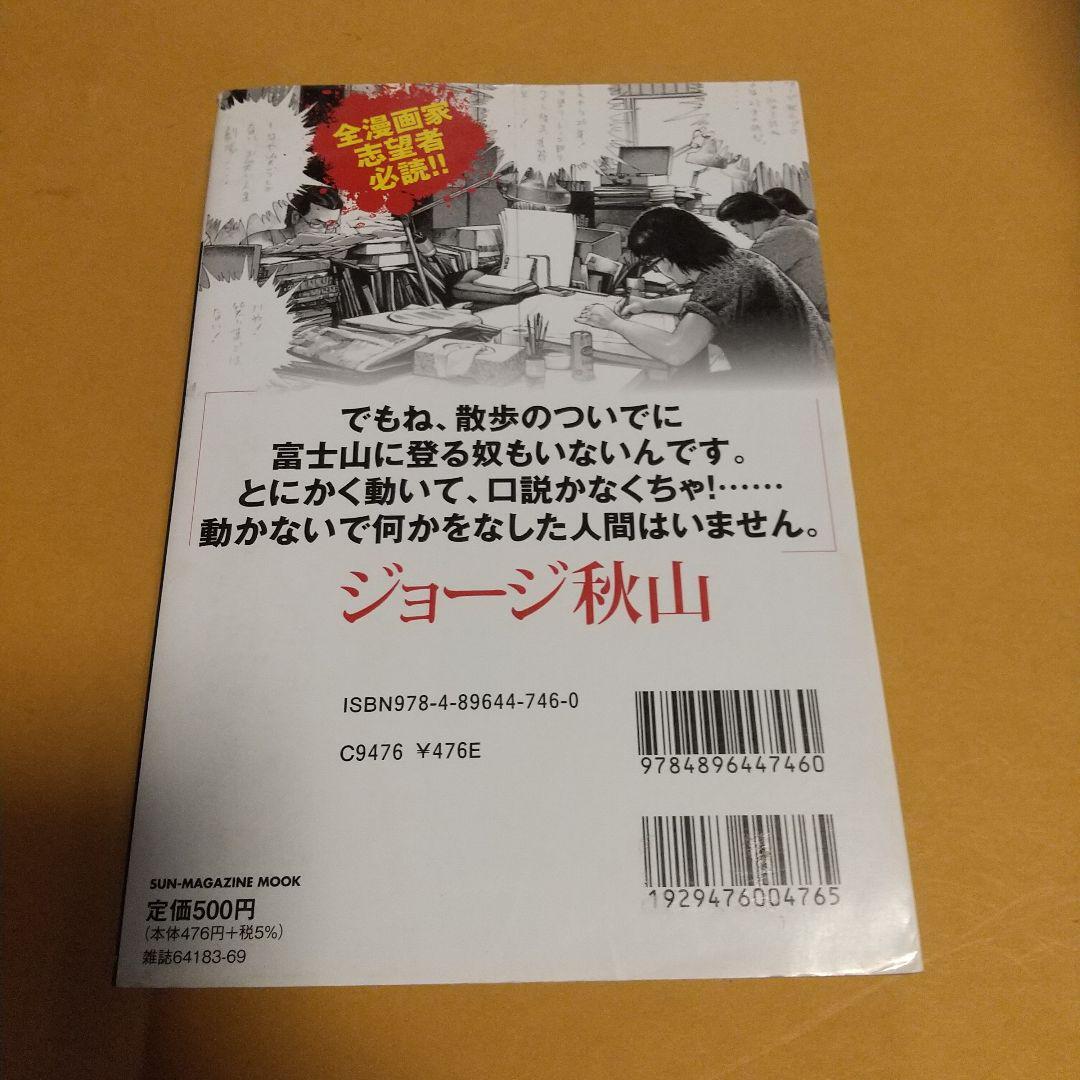 全漫画家
志望者
必読!!
でもね、散歩のついでに
富士山に登る奴もいないんです。
とにかく動いて、口説かなくちゃ!……
動かないで何かをなした人間はいません。
ジョージ秋山
ISBN978-4-89644-746-0
C9476 ¥476E
9784896447460
1929476004765
SUN-MAGAZINE MOOK
定価500円
(本体476円+税5%)
雑誌64183-69